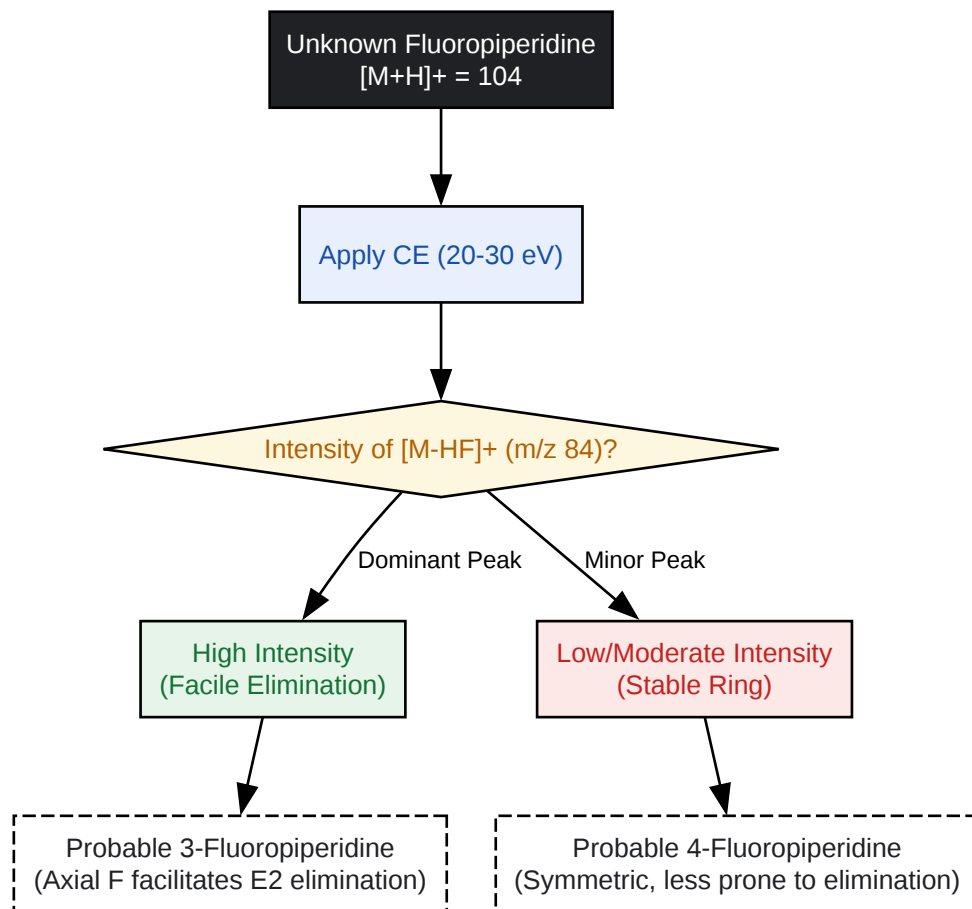 Unknown Fluoropiperidine
[M+H]+ = 104
Apply CE (20-30 eV)
Intensity of [M-HF]+ (m/z 84)?
Dominant Peak
Minor Peak
High Intensity
(Facile Elimination)
Low/Moderate Intensity
(Stable Ring)
Probable 3-Fluoropiperidine
(Axial F facilitates E2 elimination)
Probable 4-Fluoropiperidine
(Symmetric, less prone to elimination)